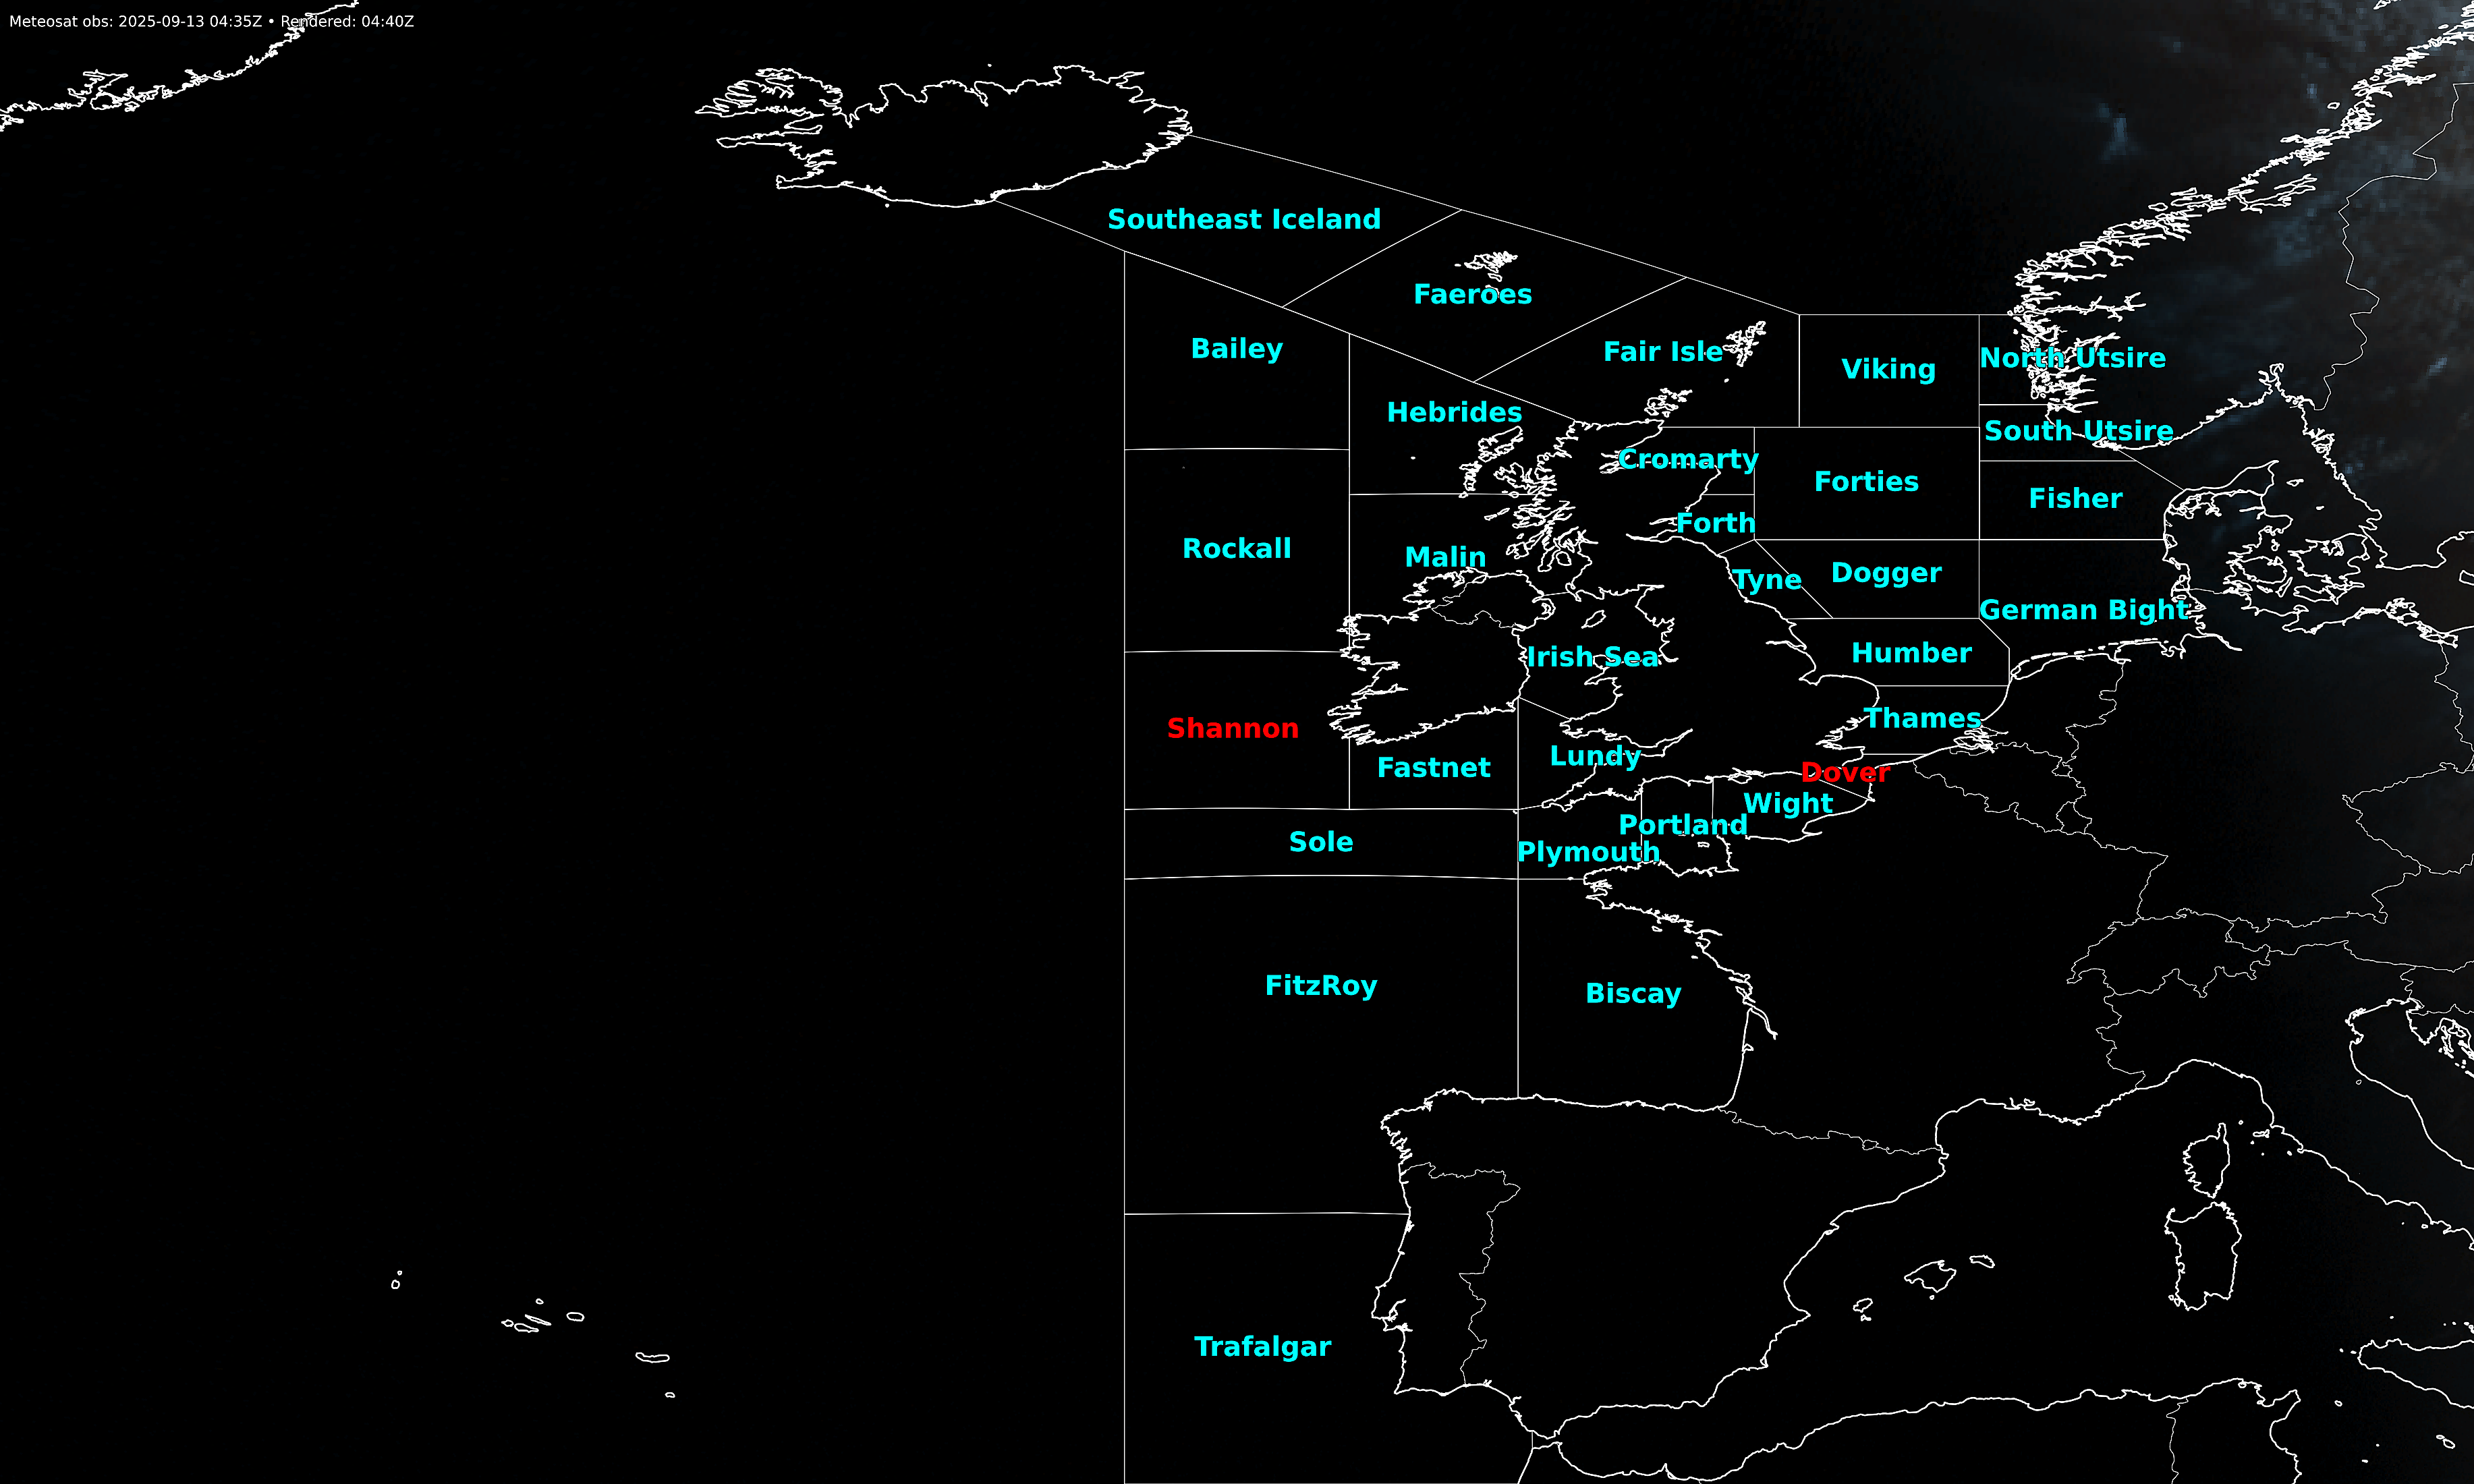 Meteosat obs: 2025-09-13 04:35Z • Rendered: 04:40Z
Southeast Iceland
Faeroes
Bailey
Fair Isle
Viking
North Utsire
Hebrides
South Utsire
Cromarty
Forties
Fisher
Rockall
Forth
Malin
Tyne
Dogger
German Bight
Irish Sea
Humber
Shannon
Thames
Fastnet
Lundy
Dover
Wight
Portland
Sole
Plymouth
FitzRoy
Biscay
Trafalgar